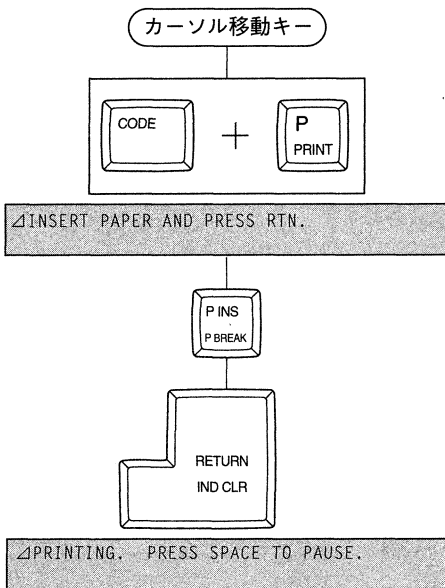 カーソル移動キー
CODE
+
P
PRINT
⊿INSERT PAPER AND PRESS RTN.
P INS
P BREAK
RETURN
IND CLR
⊿PRINTING. PRESS SPACE TO PAUSE.